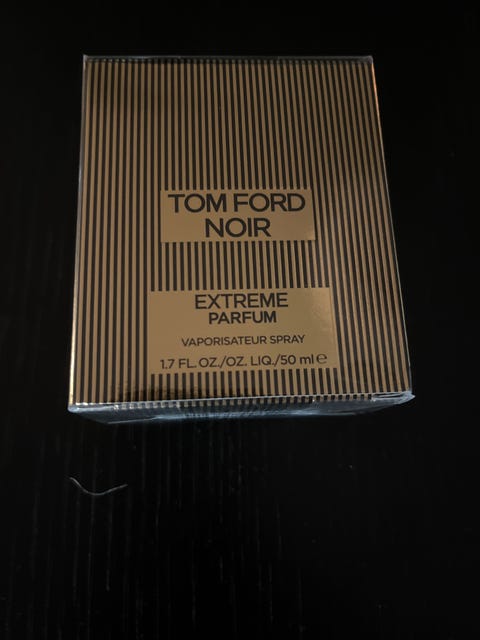 TOM FORD
NOIR
EXTREME
PARFUM
VAPORISATEUR SPRAY
1.7 FL. OZ./OZ. LIQ./50 ml ℮